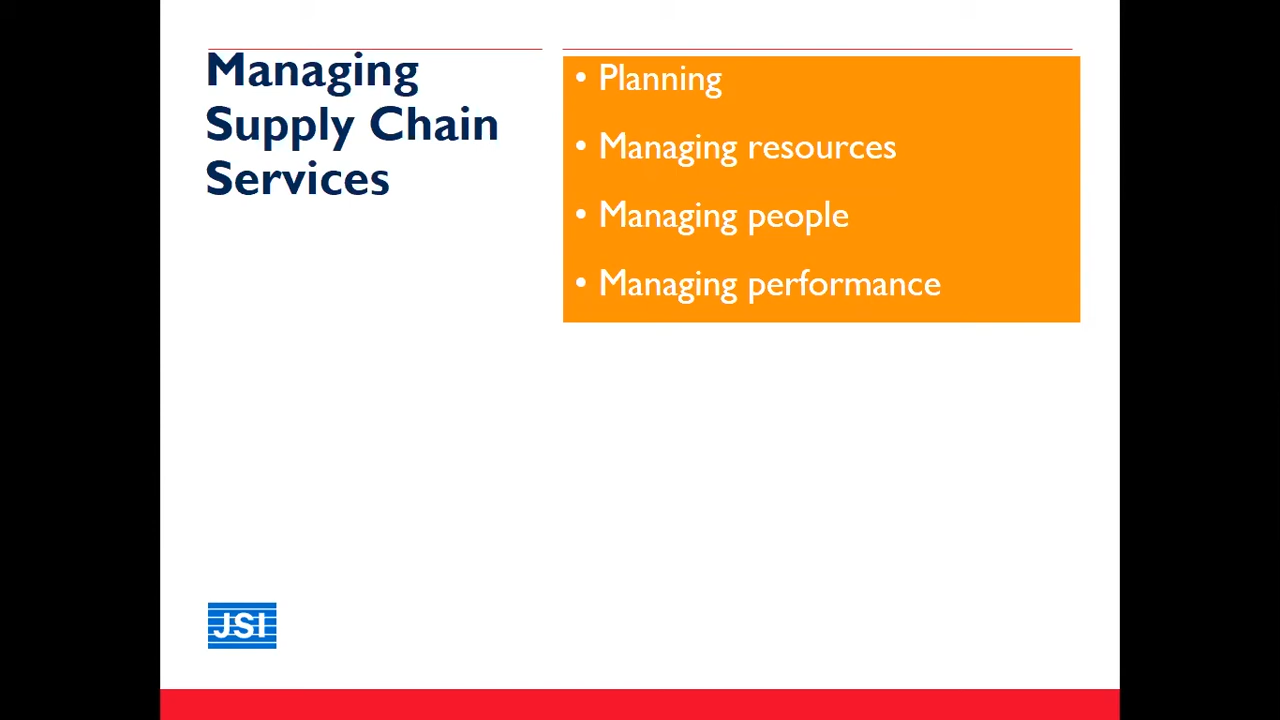 Managing
Supply Chain
Services
• Planning
• Managing resources
• Managing people
• Managing performance
JSI